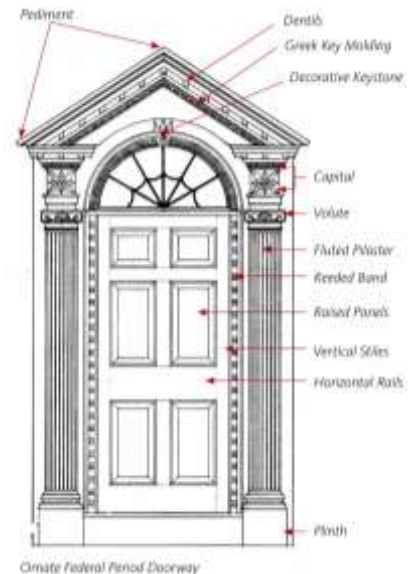 Pediment
Dentils
Greek Key Molding
Decorative Keystone
Capital
Volute
Fluted Pilaster
Reeded Band
Raised Panels
Vertical Stiles
Horizontal Rails
Plinth
Ornate Federal Period Doorway